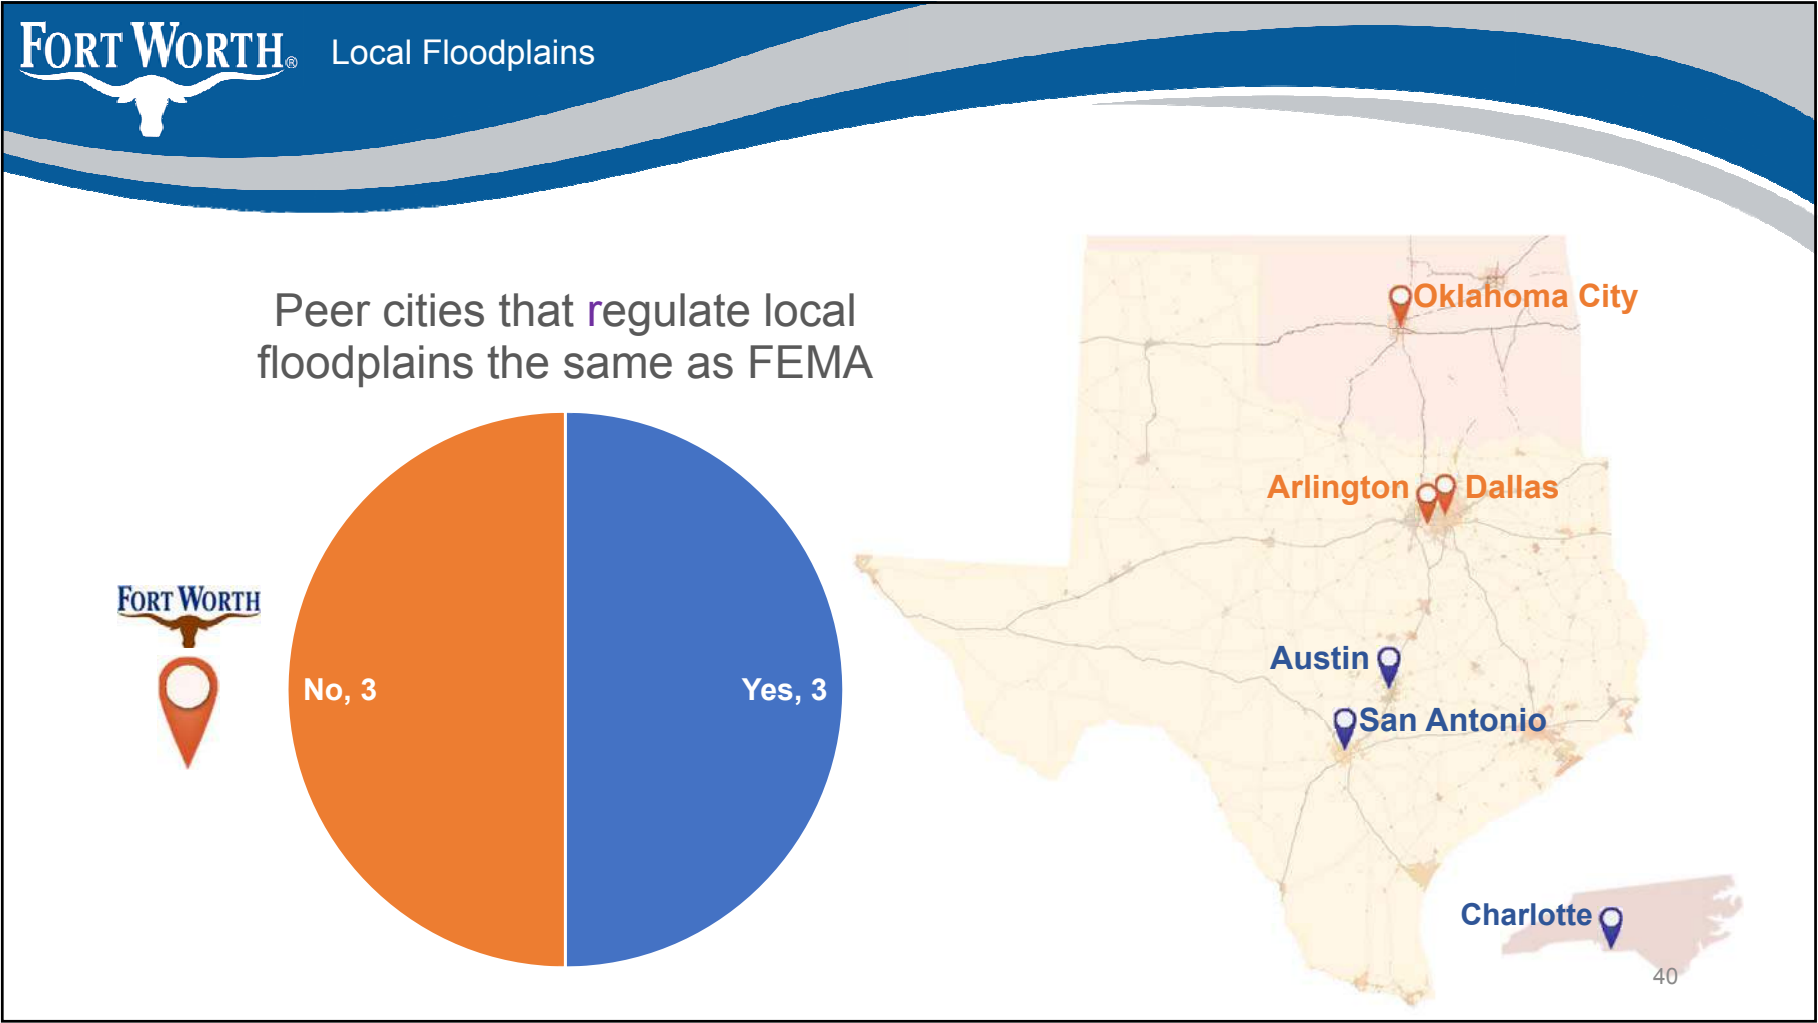 FORT WORTH®
Local Floodplains
Peer cities that regulate local
floodplains the same as FEMA
FORT WORTH
No, 3
Yes, 3
Oklahoma City
Arlington
Dallas
Austin
San Antonio
Charlotte
40